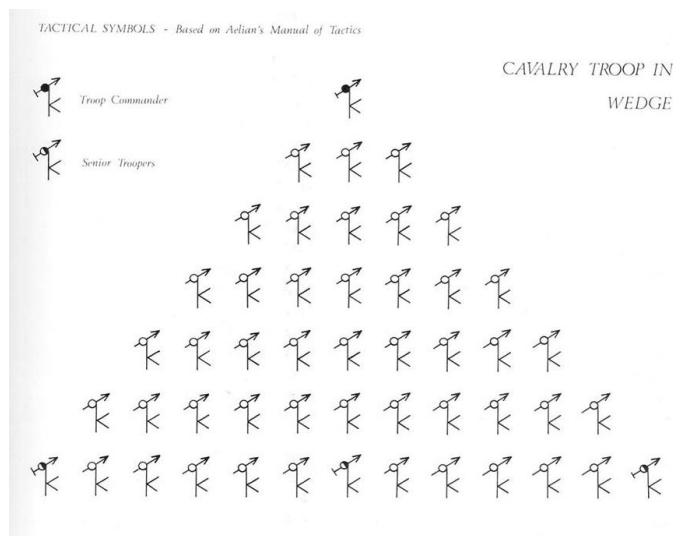 TACTICAL SYMBOLS - Based on Aelian's Manual of Tactics
CAVALRY TROOP IN
WEDGE
Troop Commander
Senior Troopers